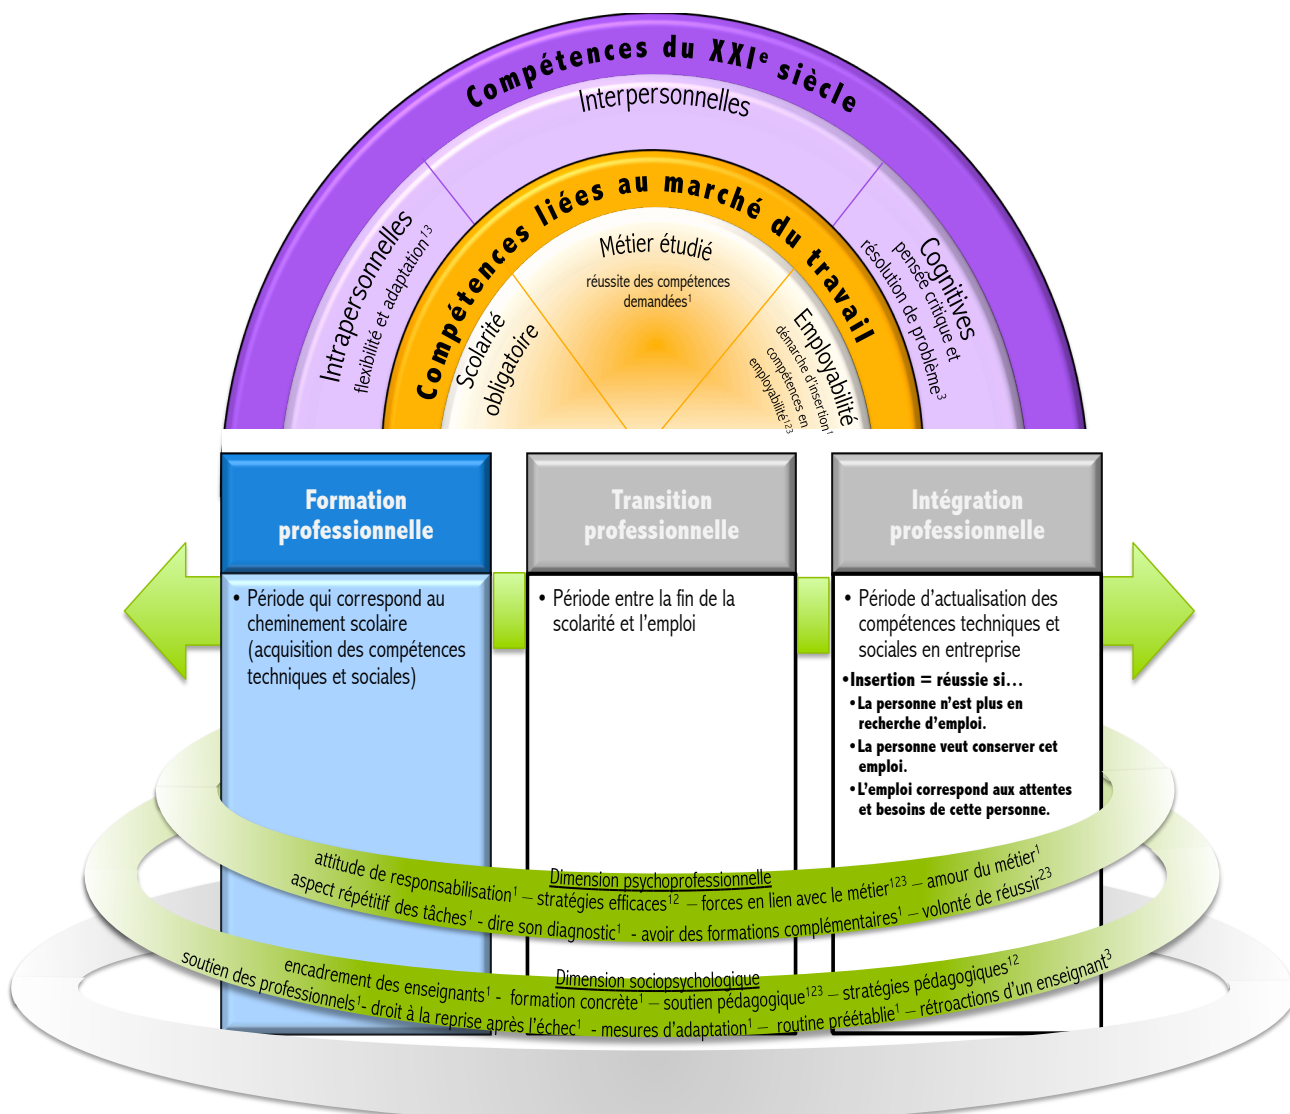 Compétences du XXIᵉ siècle
Interpersonnelles
Intrapersonnelles
flexibilité et adaptation¹³
Cognitives
pensée critique et
résolution de problème³
Compétences liées au marché du travail
Métier étudié
réussite des compétences
demandées¹
Scolarité
obligatoire
Employabilité
démarche d'insertion¹
compétences en
employabilité¹²³
Formation
professionnelle
• Période qui correspond au
cheminement scolaire
(acquisition des compétences
techniques et sociales)
Transition
professionnelle
• Période entre la fin de la
scolarité et l'emploi
Intégration
professionnelle
• Période d'actualisation des
compétences techniques et
sociales en entreprise
•Insertion = réussie si…
•La personne n'est plus en
recherche d'emploi.
•La personne veut conserver cet
emploi.
•L'emploi correspond aux attentes
et besoins de cette personne.
Dimension psychoprofessionnelle
attitude de responsabilisation¹ – stratégies efficaces¹² – forces en lien avec le métier¹²³ – amour du métier¹
aspect répétitif des tâches¹ - dire son diagnostic¹ - avoir des formations complémentaires¹ – volonté de réussir²³
Dimension sociopsychologique
encadrement des enseignants¹ - formation concrète¹ – soutien pédagogique¹²³ – stratégies pédagogiques¹²
soutien des professionnels¹- droit à la reprise après l'échec¹ - mesures d'adaptation¹ – routine préétablie¹ – rétroactions d'un enseignant³